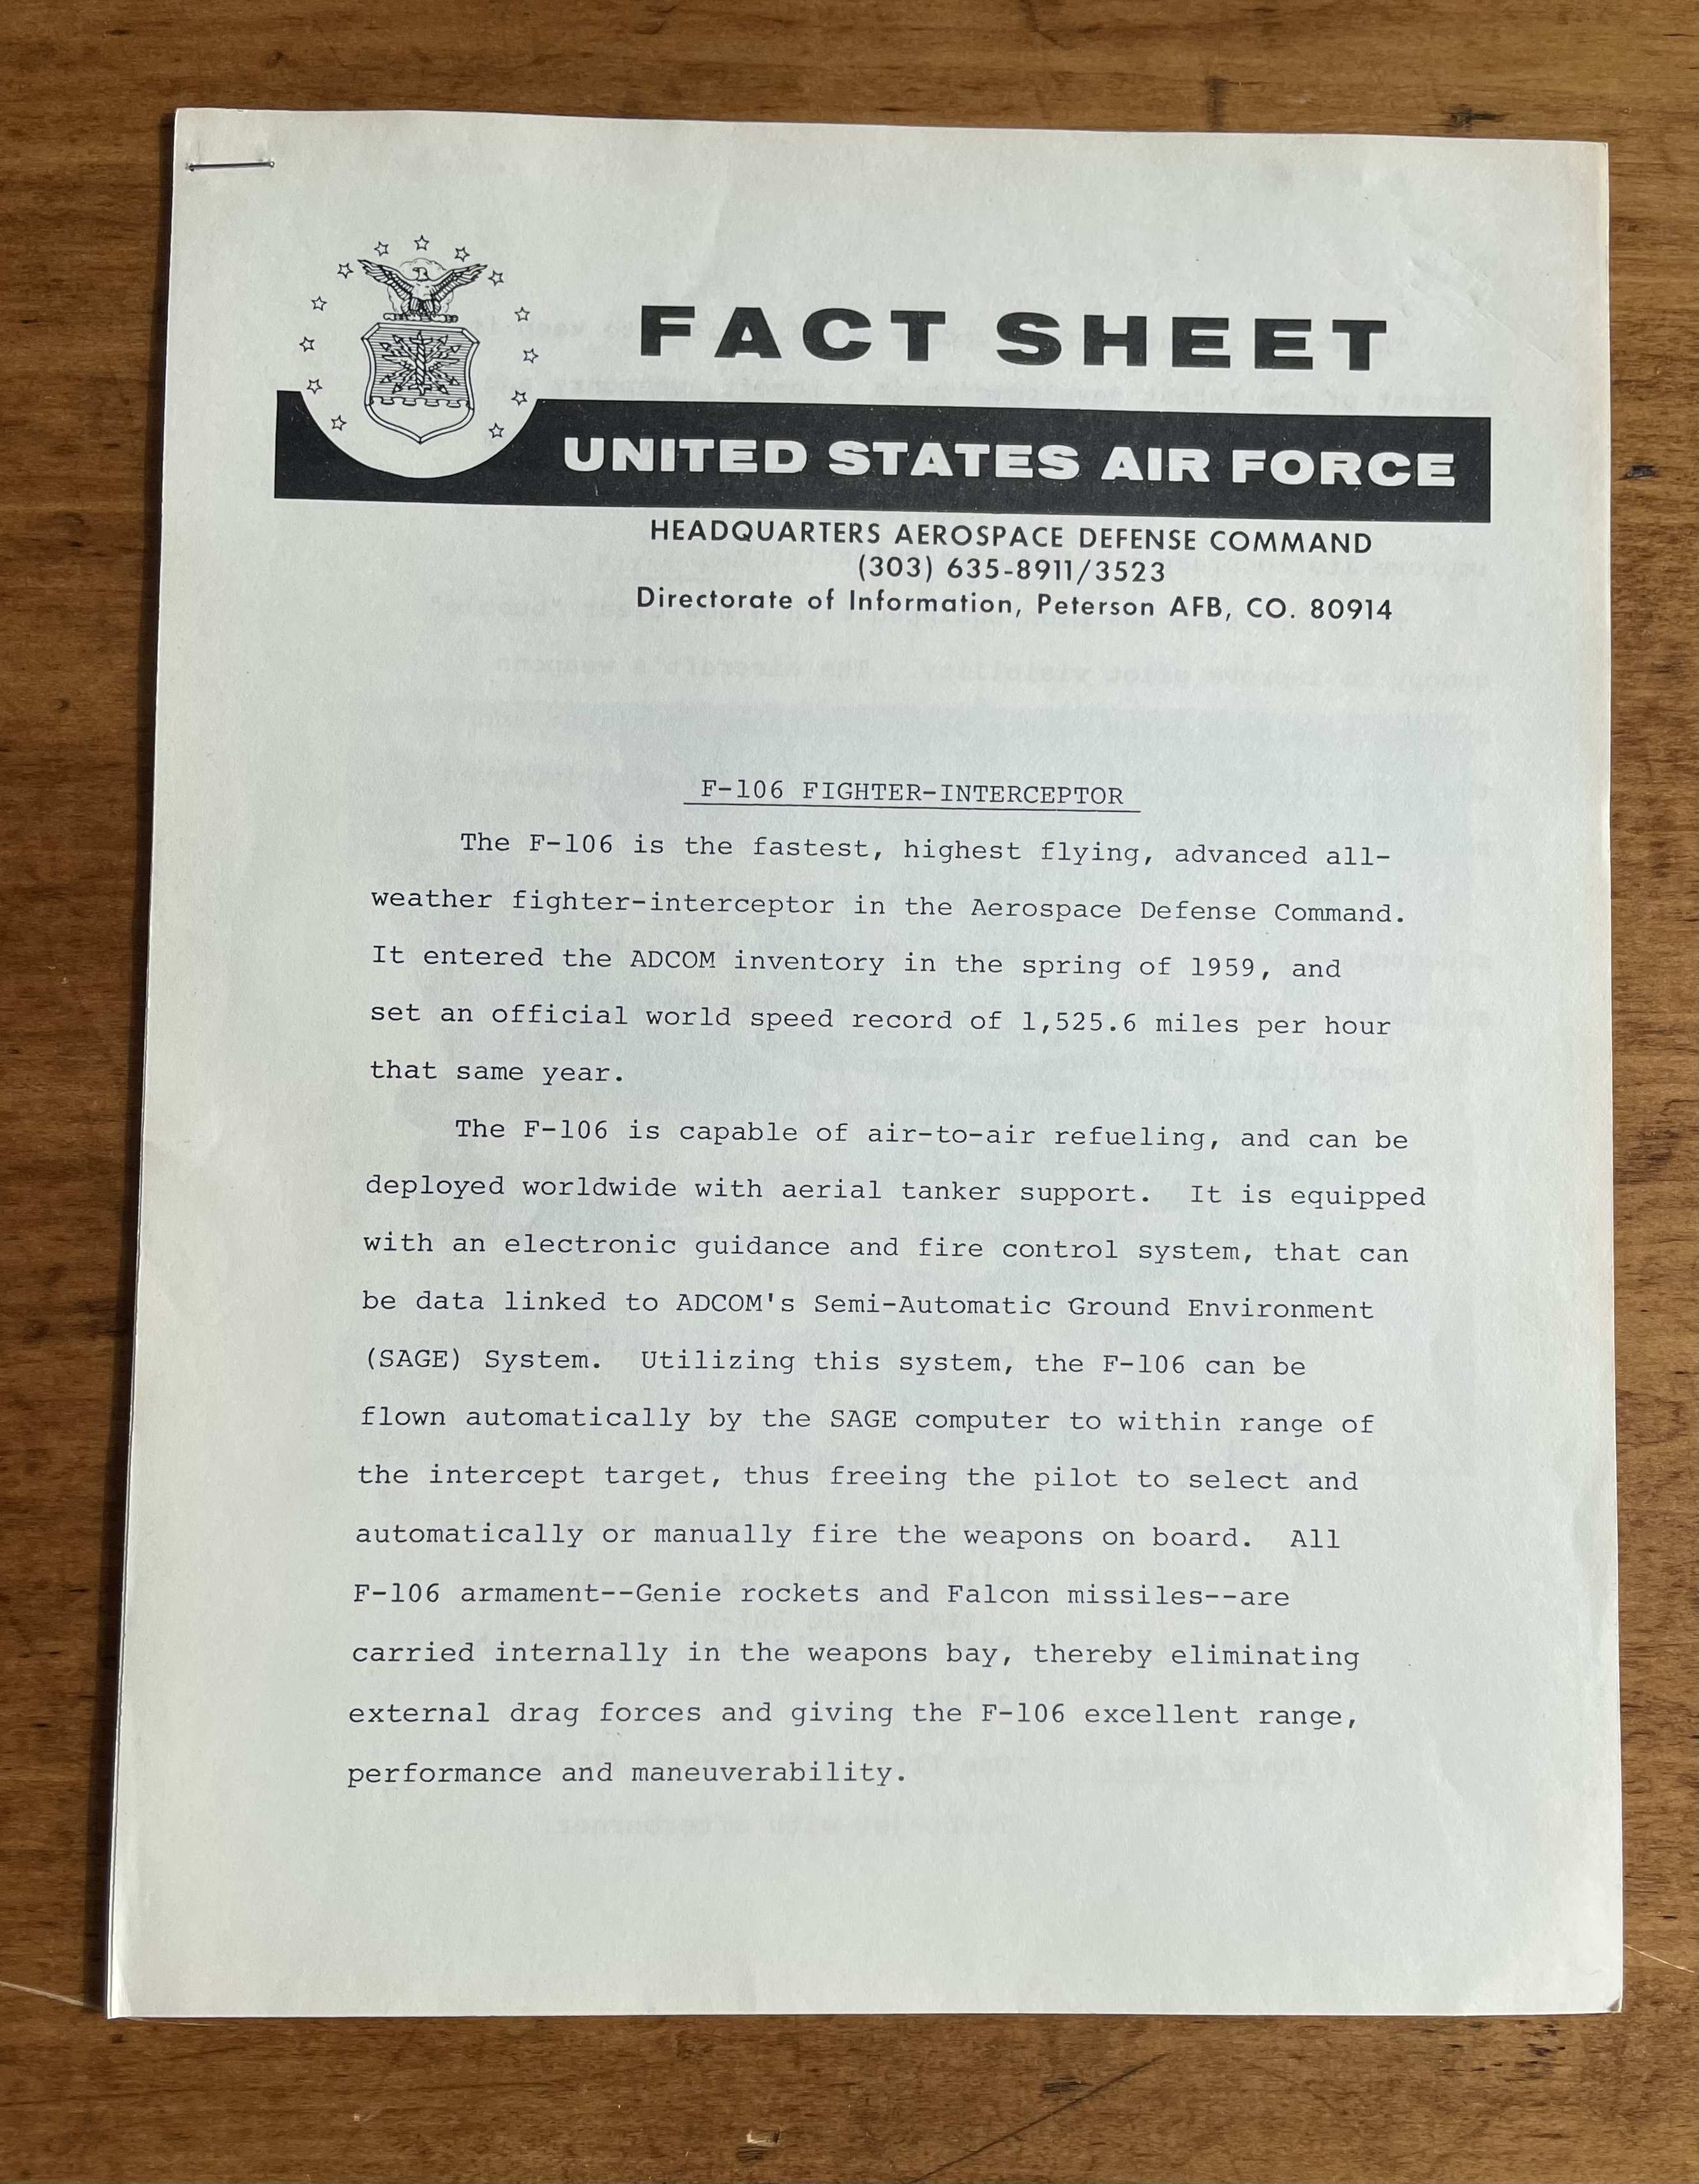 FACT SHEET
UNITED STATES AIR FORCE
HEADQUARTERS AEROSPACE DEFENSE COMMAND
(303) 635-8911/3523
Directorate of Information, Peterson AFB, CO. 80914
F-106 FIGHTER-INTERCEPTOR
The F-106 is the fastest, highest flying, advanced all-
weather fighter-interceptor in the Aerospace Defense Command.
It entered the ADCOM inventory in the spring of 1959, and
set an official world speed record of 1,525.6 miles per hour
that same year.
The F-106 is capable of air-to-air refueling, and can be
deployed worldwide with aerial tanker support. It is equipped
with an electronic guidance and fire control system, that can
be data linked to ADCOM's Semi-Automatic Ground Environment
(SAGE) System. Utilizing this system, the F-106 can be
flown automatically by the SAGE computer to within range of
the intercept target, thus freeing the pilot to select and
automatically or manually fire the weapons on board. All
F-106 armament--Genie rockets and Falcon missiles--are
carried internally in the weapons bay, thereby eliminating
external drag forces and giving the F-106 excellent range,
performance and maneuverability.